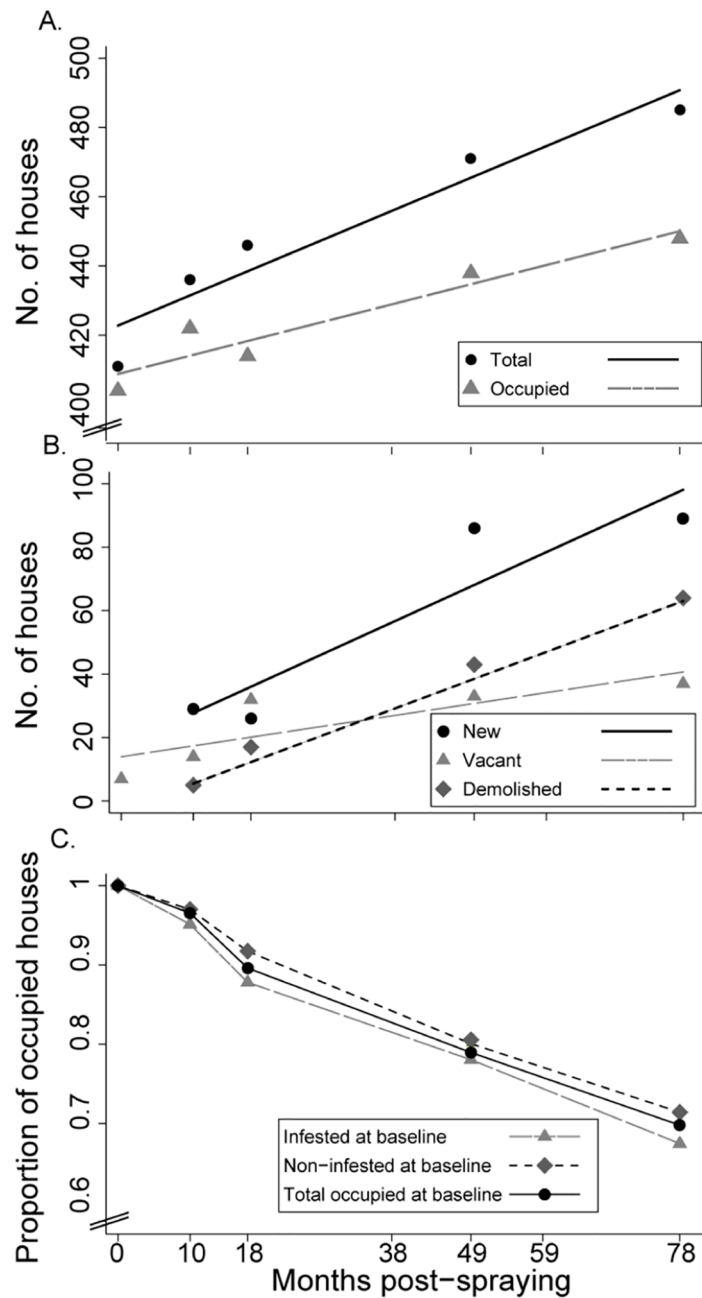 A.
No. of houses
500
480
460
440
420
400
Total
Occupied
B.
No. of houses
100
80
60
40
20
0
New
Vacant
Demolished
C.
Proportion of occupied houses
1
0.9
0.8
0.7
0.6
Infested at baseline
Non−infested at baseline
Total occupied at baseline
0 10 18 38 49 59 78
Months post−spraying